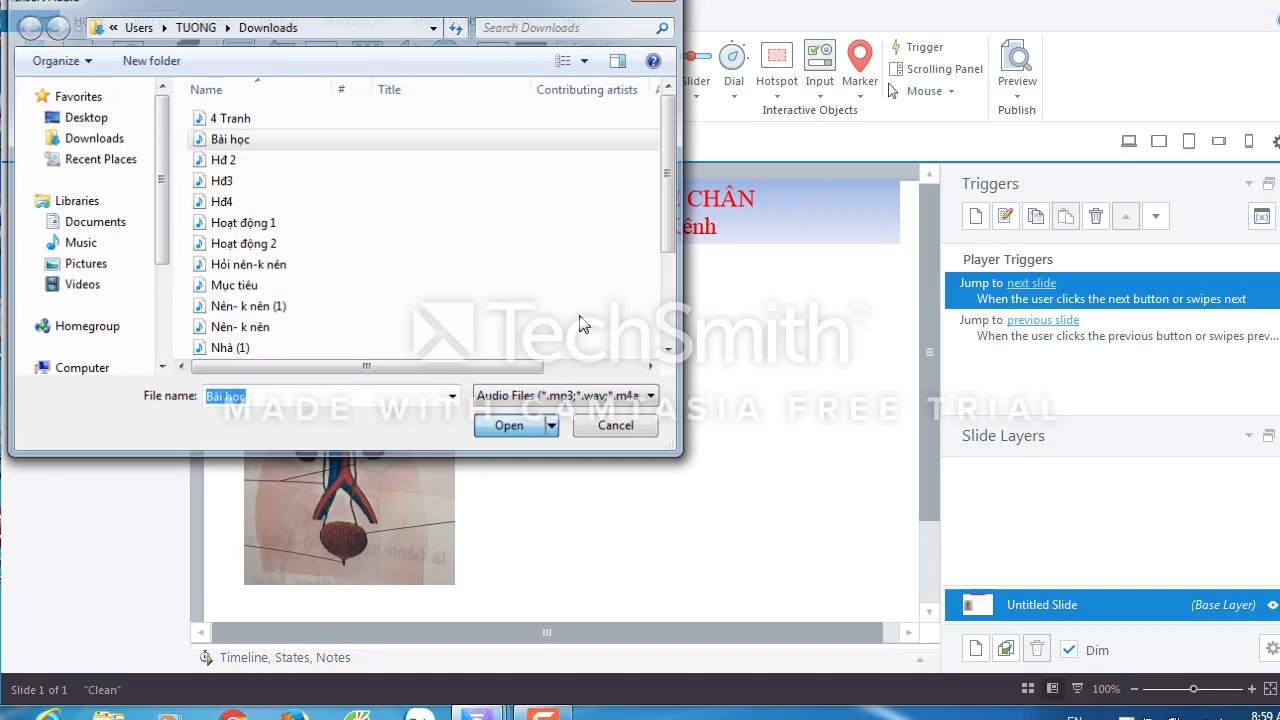 Users ▸ TUONG ▸ Downloads
Search Downloads
Organize
New folder
Name
#
Title
Contributing artists
Favorites
Desktop
Downloads
Recent Places
Libraries
Documents
Music
Pictures
Videos
Homegroup
Computer
4 Tranh
Bài học
Hđ 2
Hđ3
Hđ4
Hoạt động 1
Hoạt động 2
Hỏi nên-k nên
Mục tiêu
Nên- k nên (1)
Nên- k nên
Nhà (1)
File name:
Bài học
Audio Files (*.mp3;*.wav;*.m4a
Open
Cancel
Dial
Hotspot
Input
Marker
Interactive Objects
Trigger
Scrolling Panel
Mouse
Preview
Publish
CHÂN
TechSmith®
MADE WITH CAMTASIA FREE TRIAL
Triggers
Player Triggers
Jump to next slide
When the user clicks the next button or swipes next
Jump to previous slide
When the user clicks the previous button or swipes prev...
Slide Layers
Untitled Slide
(Base Layer)
Dim
Timeline, States, Notes
Slide 1 of 1
"Clean"
100%
EN
8:59